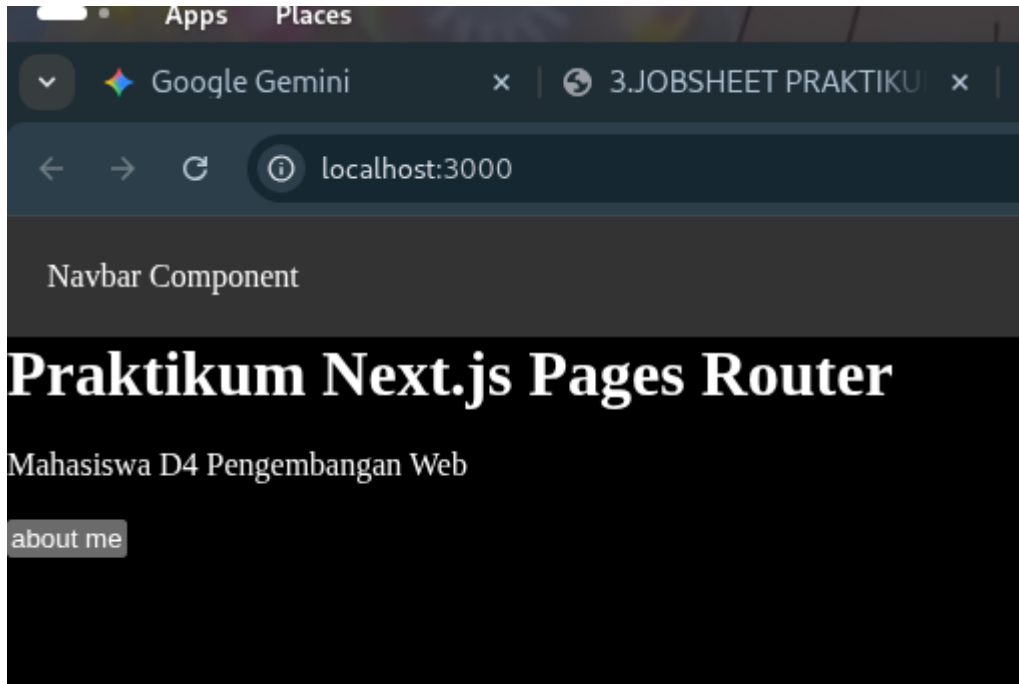 Apps Places
Google Gemini
3.JOBSHEET PRAKTIKU
localhost:3000
Navbar Component
Praktikum Next.js Pages Router
Mahasiswa D4 Pengembangan Web
about me